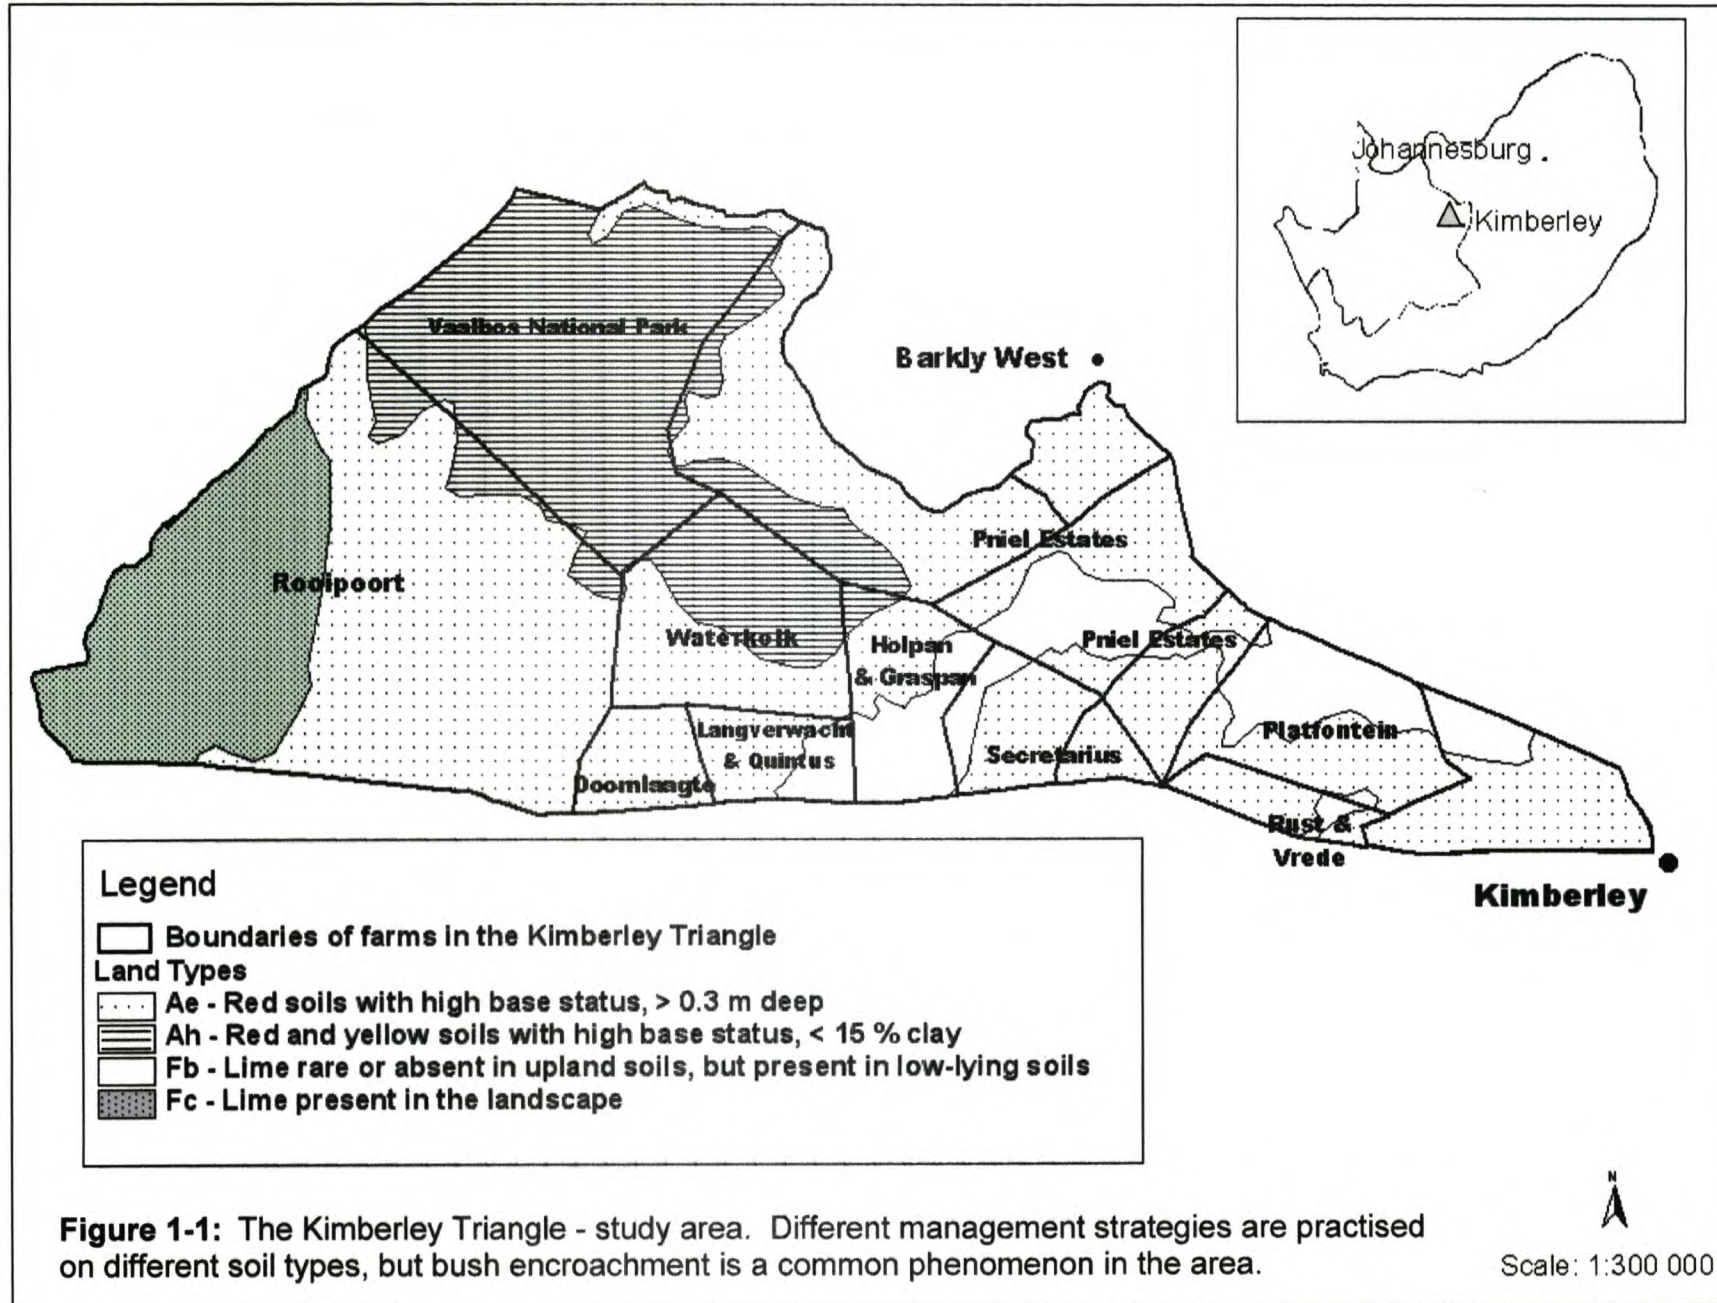 Johannesburg
Kimberley
Vaalbos National Park
Barkly West
Pniel Estates
Rooipoort
Waterkolk
Holpan
& Graspan
Pniel Estates
Langverwacht
& Quintus
Doornlaagte
Secretarius
Platfontein
Rust &
Vrede
Kimberley
Legend
Boundaries of farms in the Kimberley Triangle
Land Types
Ae - Red soils with high base status, > 0.3 m deep
Ah - Red and yellow soils with high base status, < 15 % clay
Fb - Lime rare or absent in upland soils, but present in low-lying soils
Fc - Lime present in the landscape
N
Figure 1-1: The Kimberley Triangle - study area. Different management strategies are practised
on different soil types, but bush encroachment is a common phenomenon in the area.
Scale: 1:300 000